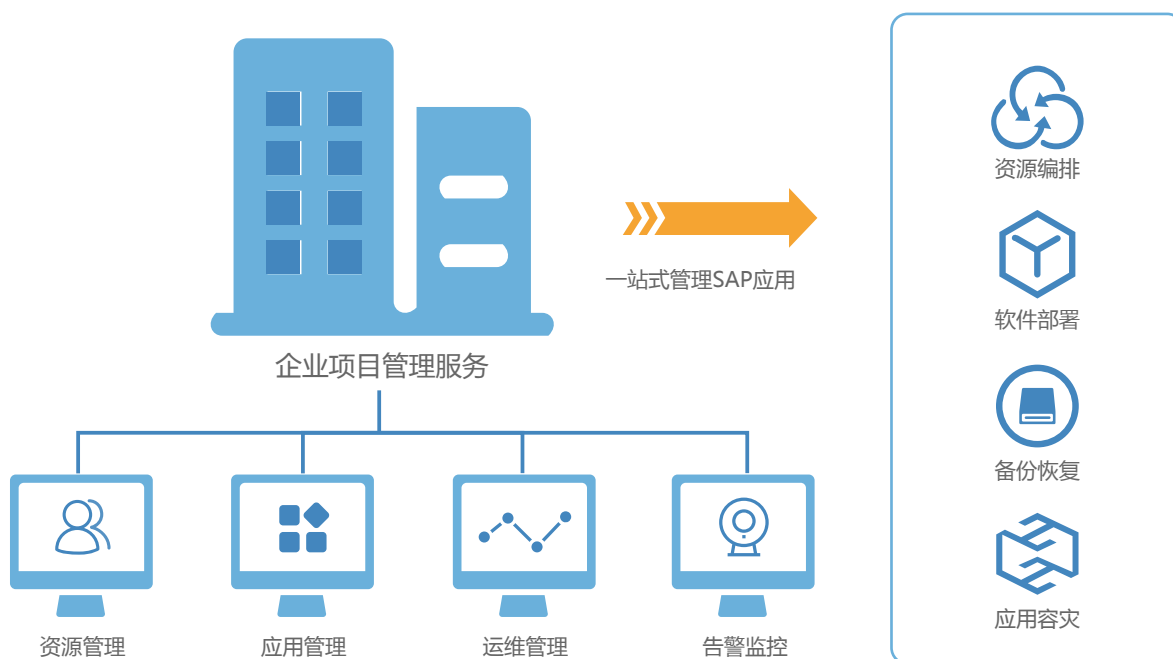 企业项目管理服务
资源管理
应用管理
运维管理
告警监控
一站式管理SAP应用
资源编排
软件部署
备份恢复
应用容灾